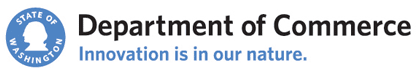 STATE OF
WASHINGTON
Department of Commerce
Innovation is in our nature.